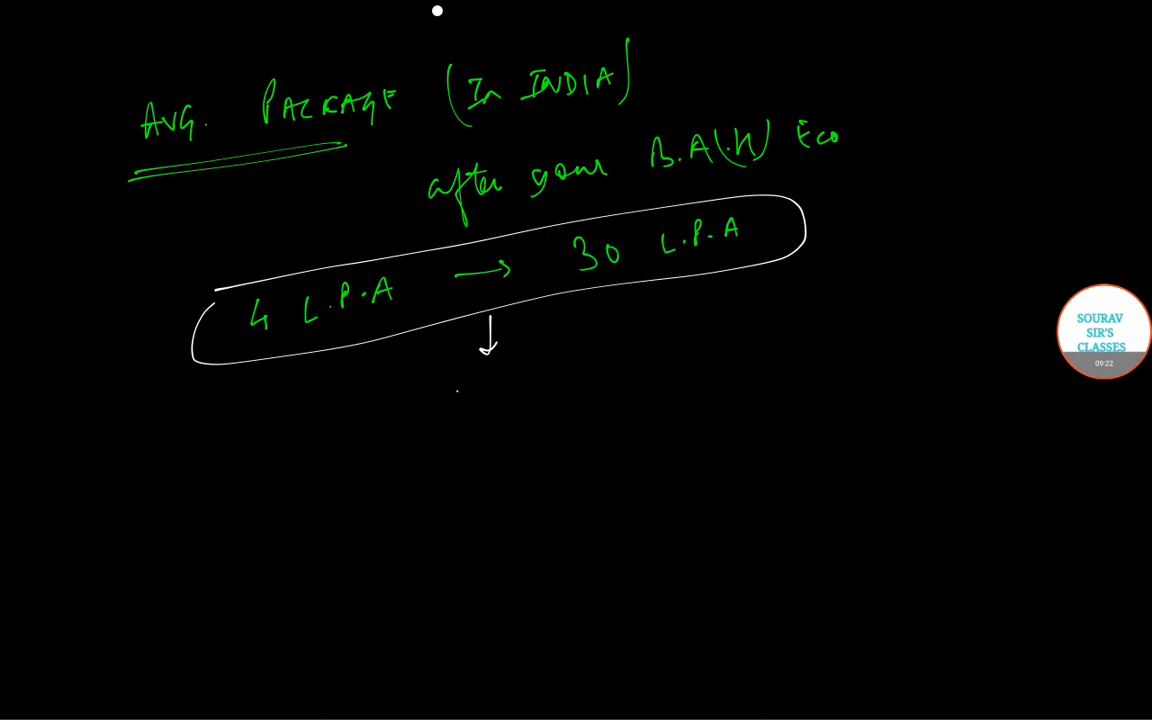 AVG. PACKAGE (In INDIA)
after your B.A(H) Eco
4 L.P.A → 30 L.P.A
SOURAV
SIR'S
CLASSES
09:22